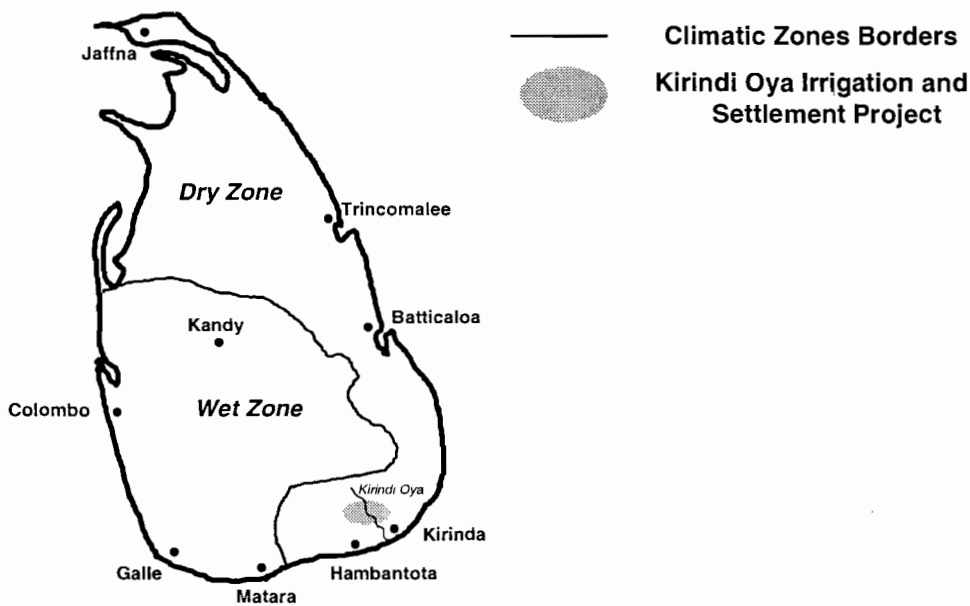 Jaffna
Climatic Zones Borders
Kirindi Oya Irrigation and
Settlement Project
Dry Zone
Trincomalee
Batticaloa
Kandy
Colombo
Wet Zone
Kirindi Oya
Kirinda
Hambantota
Galle
Matara